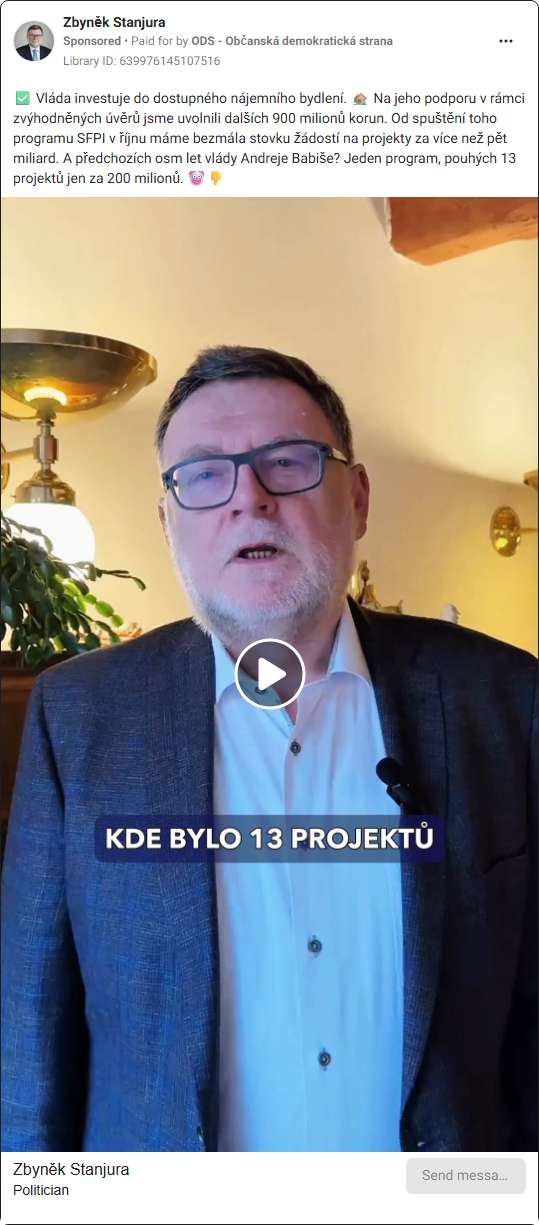 Zbyněk Stanjura
Sponsored • Paid for by ODS - Občanská demokratická strana
Library ID: 639976145107516
✅ Vláda investuje do dostupného nájemního bydlení. 🏠 Na jeho podporu v rámci
zvýhodněných úvěrů jsme uvolnili dalších 900 milionů korun. Od spuštění toho
programu SFPI v říjnu máme bezmála stovku žádostí na projekty za více než pět
miliard. A předchozích osm let vlády Andreje Babiše? Jeden program, pouhých 13
projektů jen za 200 milionů. 🤡👇
KDE BYLO 13 PROJEKTŮ
Zbyněk Stanjura
Politician
Send messa...